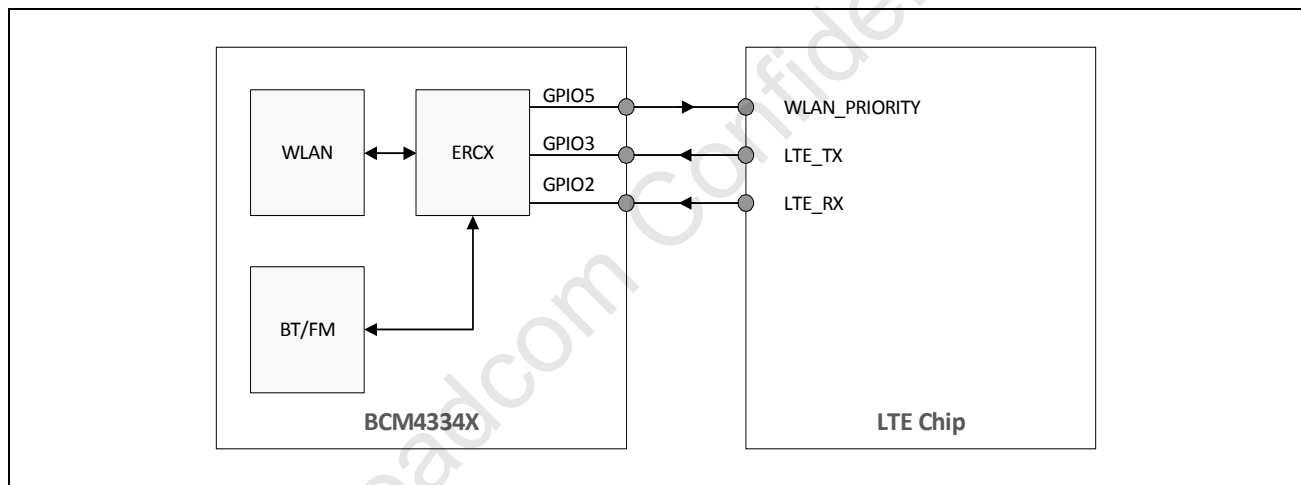 GPIO5
WLAN_PRIORITY
WLAN
ERCX
GPIO3
LTE_TX
GPIO2
LTE_RX
BT/FM
BCM4334X
LTE Chip